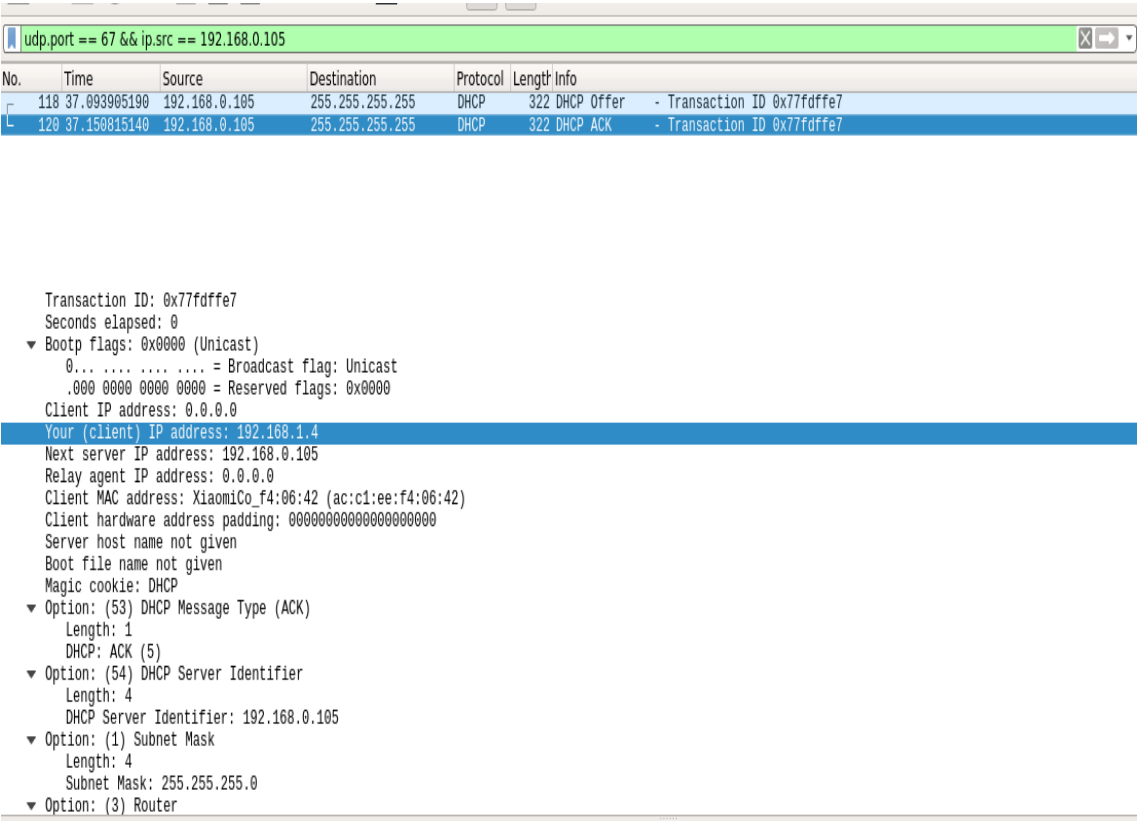 udp.port == 67 && ip.src == 192.168.0.105
No. Time Source Destination Protocol Length Info
118 37.093905190 192.168.0.105 255.255.255.255 DHCP 322 DHCP Offer - Transaction ID 0x77fdffe7
120 37.150815140 192.168.0.105 255.255.255.255 DHCP 322 DHCP ACK - Transaction ID 0x77fdffe7
Transaction ID: 0x77fdffe7
Seconds elapsed: 0
Bootp flags: 0x0000 (Unicast)
0... .... .... .... = Broadcast flag: Unicast
.000 0000 0000 0000 = Reserved flags: 0x0000
Client IP address: 0.0.0.0
Your (client) IP address: 192.168.1.4
Next server IP address: 192.168.0.105
Relay agent IP address: 0.0.0.0
Client MAC address: XiaomiCo_f4:06:42 (ac:c1:ee:f4:06:42)
Client hardware address padding: 00000000000000000000
Server host name not given
Boot file name not given
Magic cookie: DHCP
Option: (53) DHCP Message Type (ACK)
Length: 1
DHCP: ACK (5)
Option: (54) DHCP Server Identifier
Length: 4
DHCP Server Identifier: 192.168.0.105
Option: (1) Subnet Mask
Length: 4
Subnet Mask: 255.255.255.0
Option: (3) Router